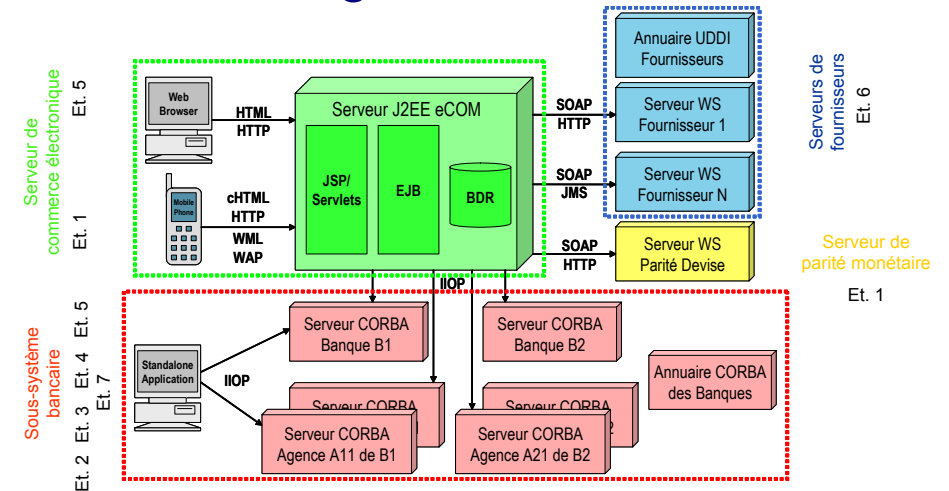 Annuaire UDDI
Fournisseurs
Serveurs de
fournisseurs
Et. 6
Serveur de
commerce électronique
Et. 5
Et. 1
Web
Browser
HTML
HTTP
Serveur J2EE eCOM
SOAP
HTTP
Serveur WS
Fournisseur 1
Mobile
Phone
cHTML
HTTP
WML
WAP
JSP/
Servlets
EJB
BDR
SOAP
JMS
Serveur WS
Fournisseur N
SOAP
HTTP
Serveur WS
Parité Devise
Serveur de
parité monétaire
Et. 1
IIOP
Sous-système
bancaire
Et. 2 Et. 3 Et. 4 Et. 5
Et. 7
Standalone
Application
IIOP
Serveur CORBA
Banque B1
Serveur CORBA
Banque B2
Annuaire CORBA
des Banques
Serveur CORBA
Serveur CORBA
Serveur CORBA
Agence A11 de B1
Serveur CORBA
Agence A21 de B2